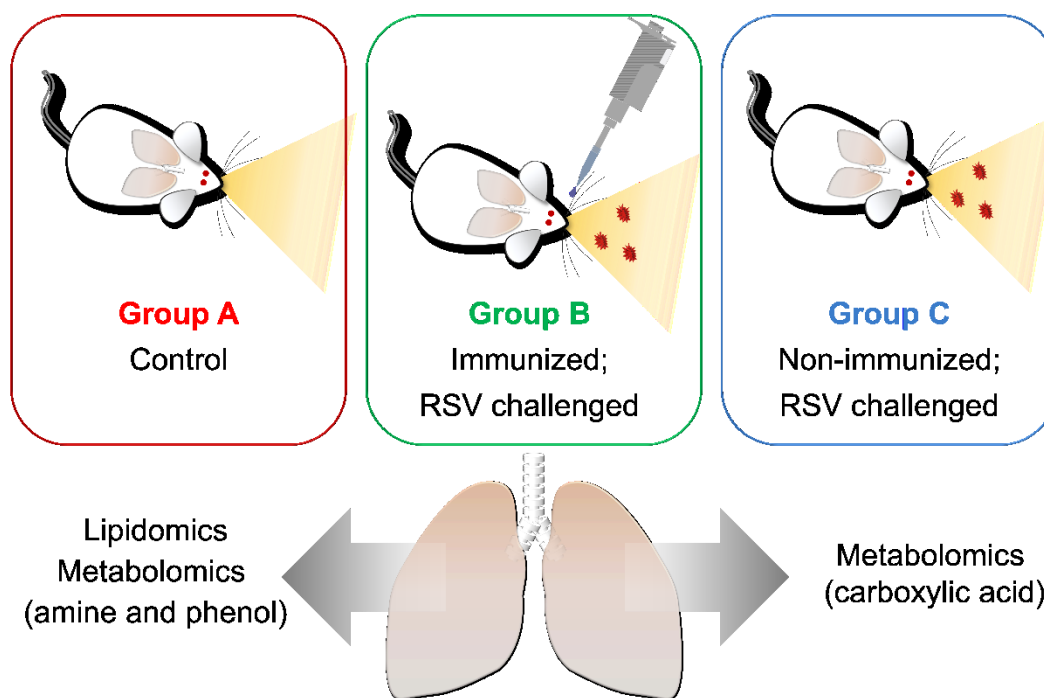 Group A
Control
Group B
Immunized;
RSV challenged
Group C
Non-immunized;
RSV challenged
Lipidomics
Metabolomics
(amine and phenol)
Metabolomics
(carboxylic acid)